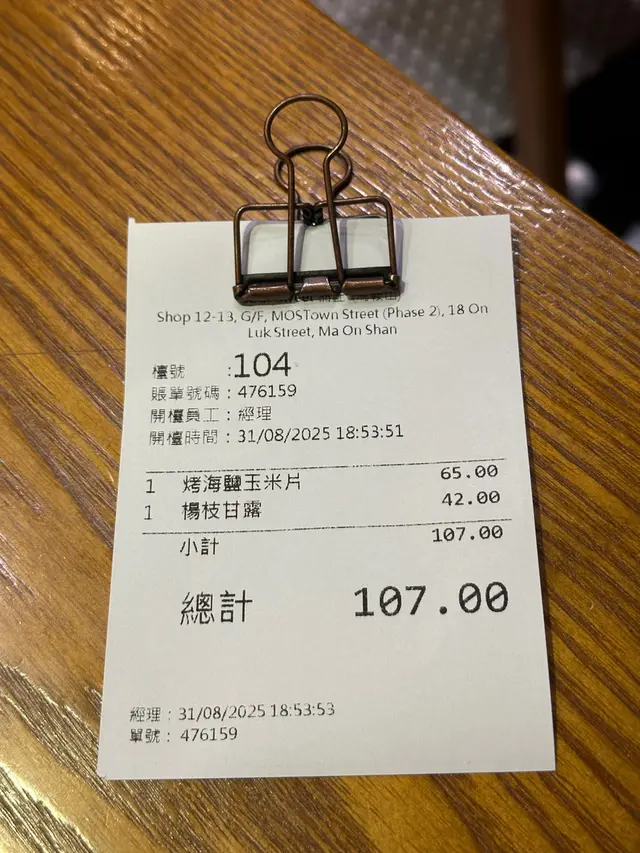 Shop 12-13, G/F, MOSTown Street (Phase 2), 18 On
Luk Street, Ma On Shan
檯號 :104
賬單號碼：476159
開檯員工：經理
開檯時間：31/08/2025 18:53:51
1 烤海鹽玉米片 65.00
1 楊枝甘露 42.00
小計 107.00
總計 107.00
經理：31/08/2025 18:53:53
單號： 476159